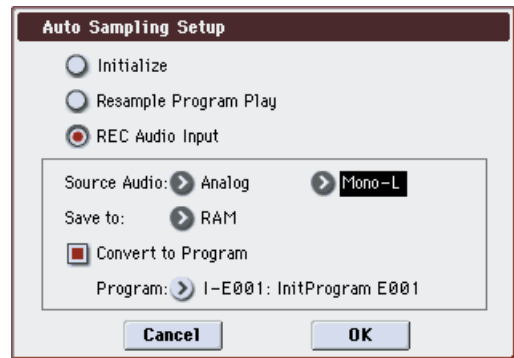 Auto Sampling Setup
Initialize
Resample Program Play
REC Audio Input
Source Audio: Analog Mono-L
Save to: RAM
Convert to Program
Program: I-E001: InitProgram E001
Cancel OK